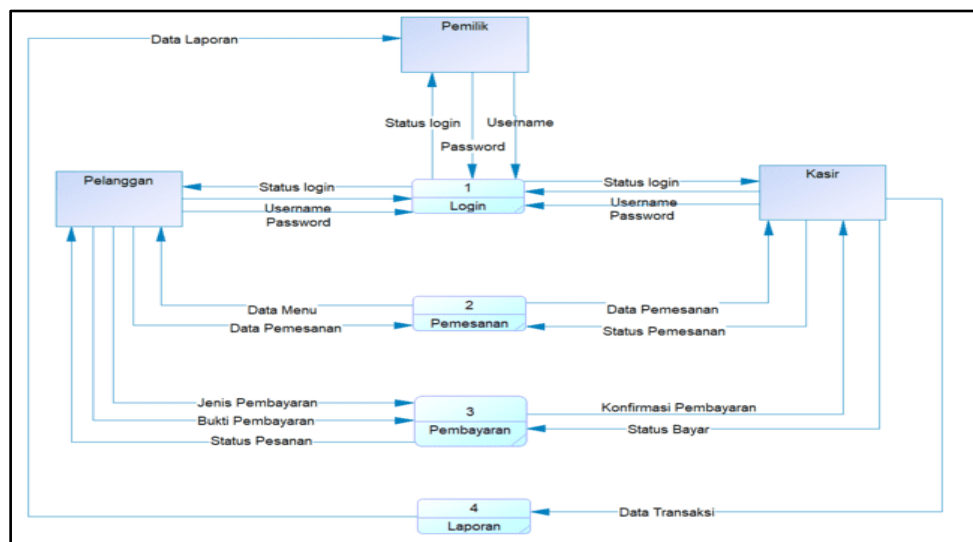 Pemilik
Data Laporan
Status login
Username
Password
Pelanggan
Status login
1
Login
Status login
Kasir
Username
Password
Username
Password
Data Menu
2
Data Pemesanan
Data Pemesanan
Pemesanan
Status Pemesanan
Jenis Pembayaran
3
Konfirmasi Pembayaran
Bukti Pembayaran
Pembayaran
Status Bayar
Status Pesanan
4
Data Transaksi
Laporan